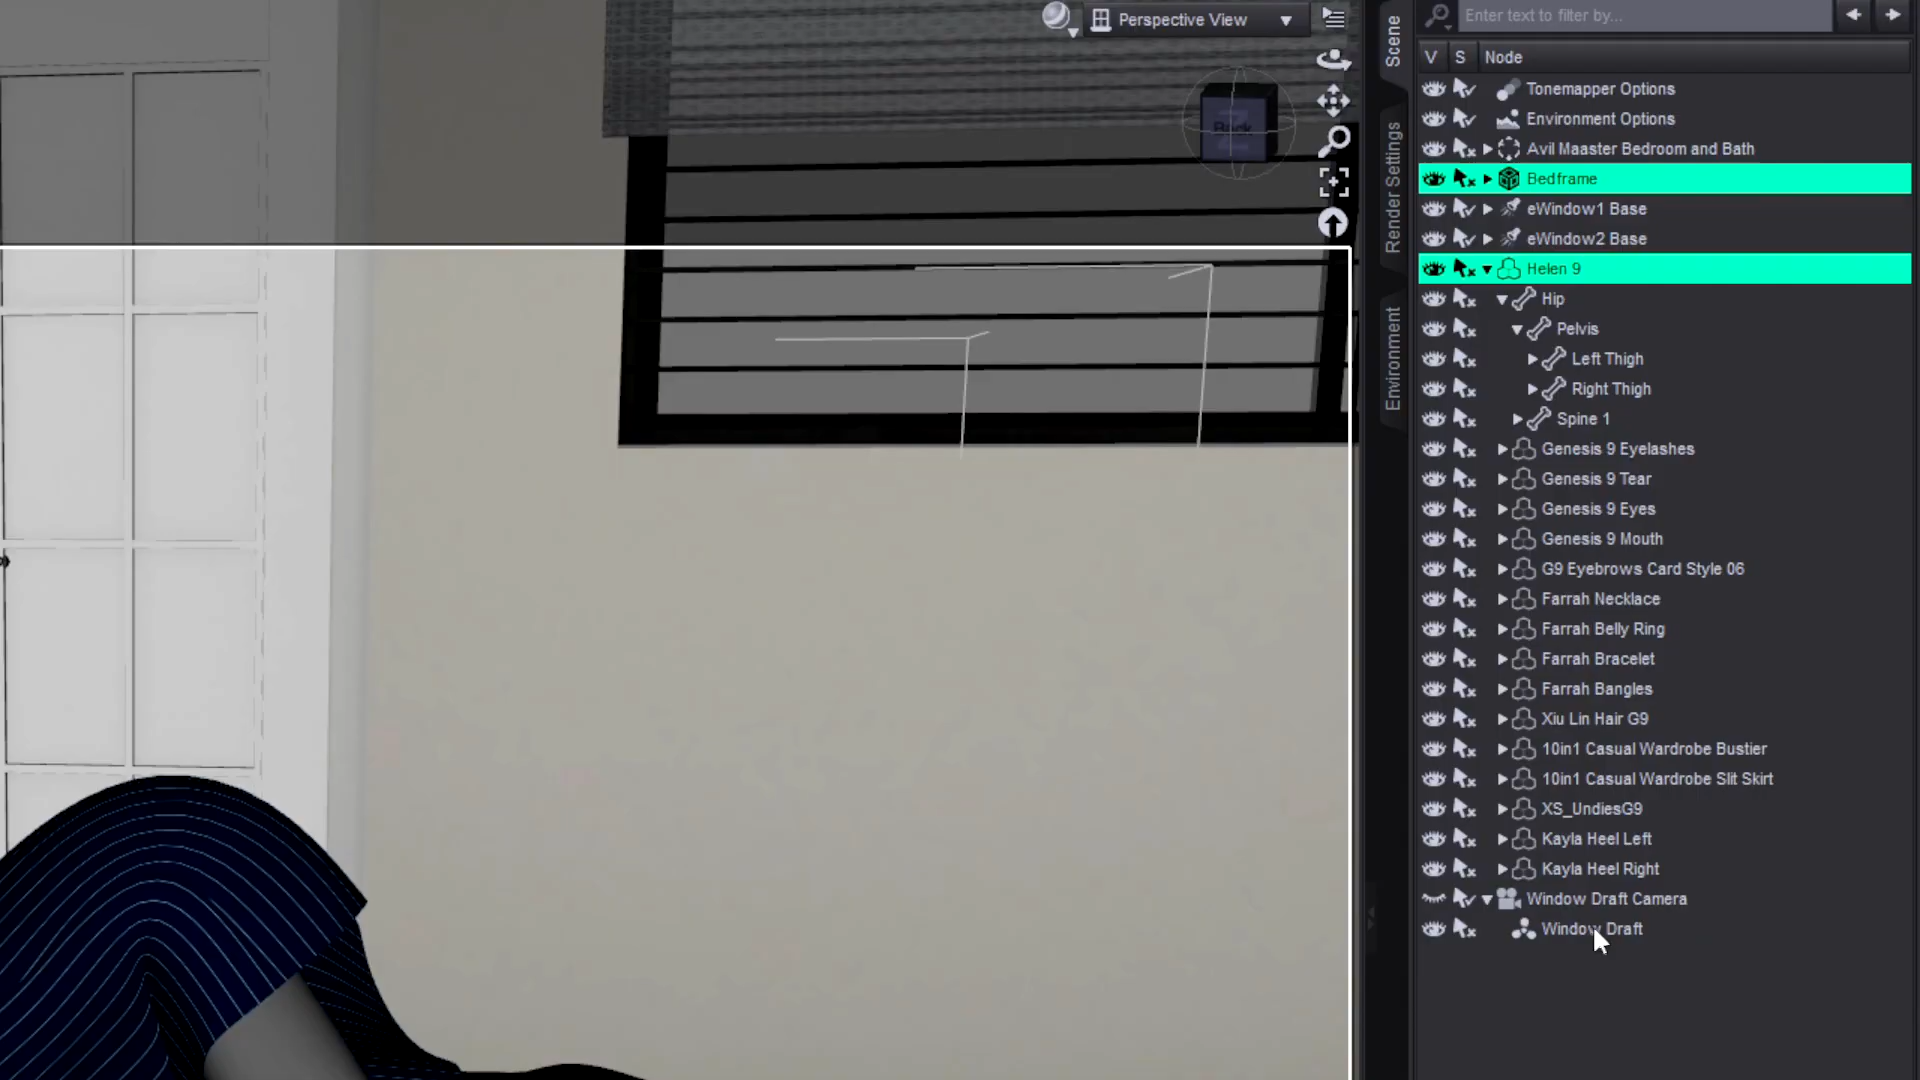 Perspective View
Back
Scene
Render Settings
Environment
Enter text to filter by...
V S Node
Tonemapper Options
Environment Options
Avil Maaster Bedroom and Bath
Bedframe
eWindow1 Base
eWindow2 Base
Helen 9
Hip
Pelvis
Left Thigh
Right Thigh
Spine 1
Genesis 9 Eyelashes
Genesis 9 Tear
Genesis 9 Eyes
Genesis 9 Mouth
G9 Eyebrows Card Style 06
Farrah Necklace
Farrah Belly Ring
Farrah Bracelet
Farrah Bangles
Xiu Lin Hair G9
10in1 Casual Wardrobe Bustier
10in1 Casual Wardrobe Slit Skirt
XS_UndiesG9
Kayla Heel Left
Kayla Heel Right
Window Draft Camera
Window Draft